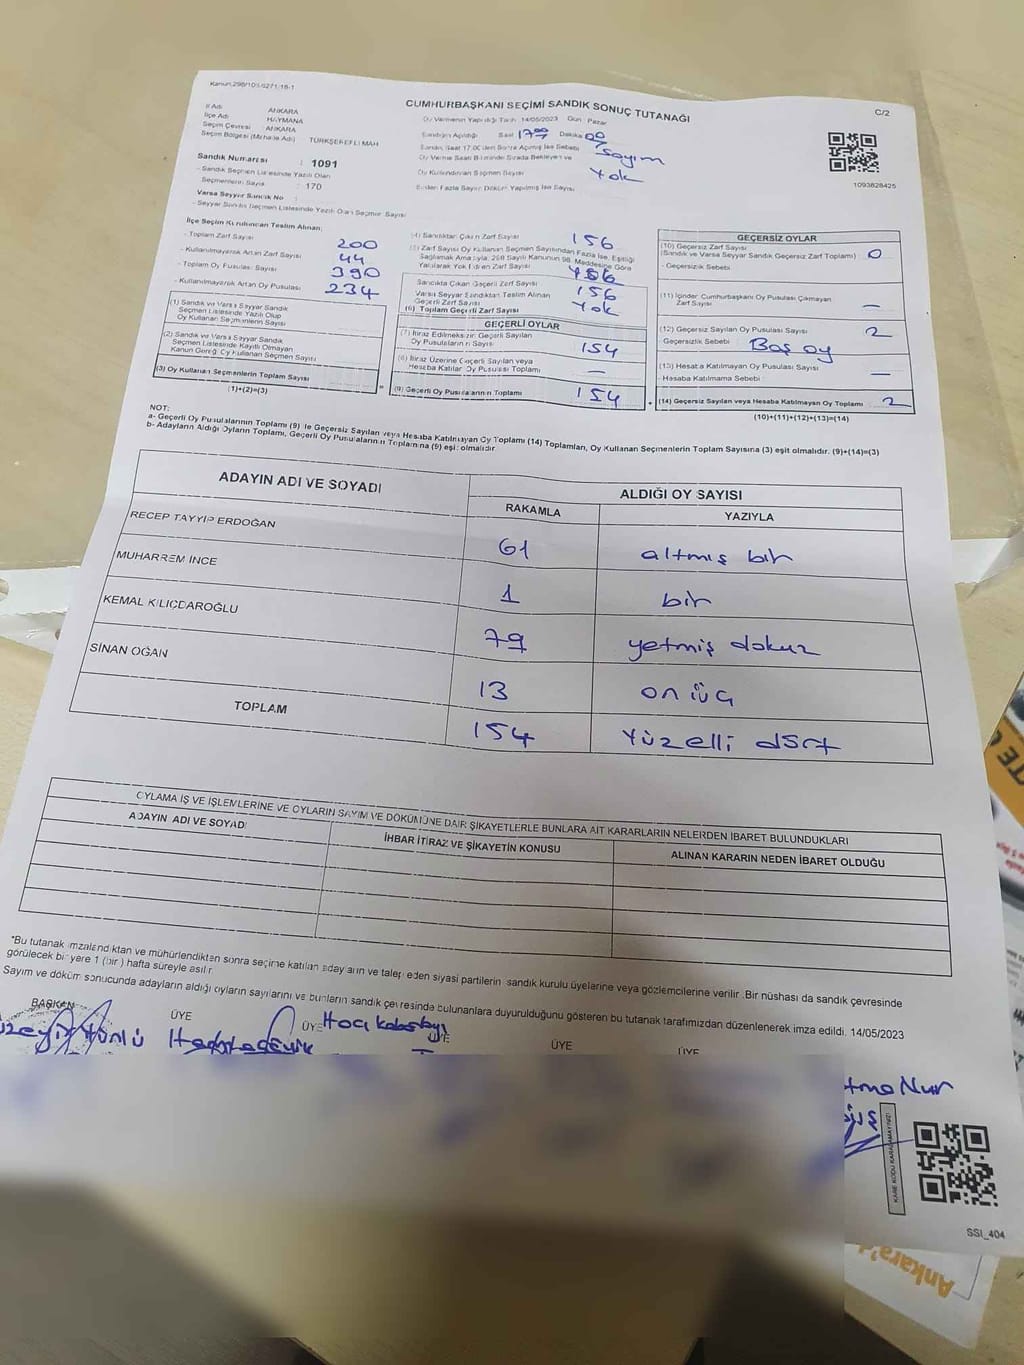 Kanun:298/105/6271/18-1
CUMHURBAŞKANI SEÇİMİ SANDIK SONUÇ TUTANAĞI
C/2
İl Adı ANKARA
İlçe Adı HAYMANA
Seçim Çevresi ANKARA
Seçim Bölgesi (Mahalle Adı) TÜRKŞEREFLİ MAH
Oy Vermenin Yapıldığı Tarih 14/05/2023 Gün: Pazar
Sandığın Açıldığı Saat 17:00 Dakika 00
Sandık Saat 17:00'den Sonra Açılmış İse Sebebi Sayım
Oy Verme Saati Bitiminde Sırada Bekleyen ve
Oy Kullandırılan Seçmen Sayısı Yok
Birden Fazla Sayım Döküm Yapılmış İse Sayısı
1093828425
Sandık Numarası : 1091
- Sandık Seçmen Listesinde Yazılı Olan
Seçmenlerin Sayısı : 170
Varsa Seyyar Sandık No :
- Seyyar Sandık Seçmen Listesinde Yazılı Olan Seçmen Sayısı
İlçe Seçim Kurulundan Teslim Alınan;
- Toplam Zarf Sayısı 200
- Kullanılmayarak Artan Zarf Sayısı 44
- Toplam Oy Pusulası Sayısı 390
- Kullanılmayarak Artan Oy Pusulası 234
(1) Sandık ve Varsa Seyyar Sandık
Seçmen Listesinde Yazılı Olup
Oy Kullanan Seçmenlerin Sayısı
(2) Sandık ve Varsa Seyyar Sandık
Seçmen Listesinde Kayıtlı Olmayan
Kanun Gereği Oy Kullanan Seçmen Sayısı
(3) Oy Kullanan Seçmenlerin Toplam Sayısı
(1)+(2)=(3)
(4) Sandıktan Çıkan Zarf Sayısı 156
(5) Zarf Sayısı Oy Kullanan Seçmen Sayısından Fazla İse, Eşitliği
Sağlamak Amacıyla, 298 Sayılı Kanunun 98. Maddesine Göre
Yakılarak Yok Edilen Zarf Sayısı
Sandıkta Çıkan Geçerli Zarf Sayısı 156
Varsa Seyyar Sandıktan Teslim Alınan
Geçerli Zarf Sayısı Yok
(6) Toplam Geçerli Zarf Sayısı
GEÇERLİ OYLAR
(7) İtiraz Edilmeksizin Geçerli Sayılan
Oy Pusulalarının Sayısı 154
(8) İtiraz Üzerine Geçerli Sayılan veya
Hesaba Katılan Oy Pusulası Toplamı —
(9) Geçerli Oy Pusulalarının Toplamı 154
GEÇERSİZ OYLAR
(10) Geçersiz Zarf Sayısı
(Sandık ve Varsa Seyyar Sandık Geçersiz Zarf Toplamı) 0
- Geçersizlik Sebebi
(11) İçinden Cumhurbaşkanı Oy Pusulası Çıkmayan
Zarf Sayısı —
(12) Geçersiz Sayılan Oy Pusulası Sayısı 2
Geçersizlik Sebebi Boş oy
(13) Hesaba Katılmayan Oy Pusulası Sayısı —
- Hesaba Katılmama Sebebi
(14) Geçersiz Sayılan veya Hesaba Katılmayan Oy Toplamı 2
(10)+(11)+(12)+(13)=(14)
NOT:
a- Geçerli Oy Pusulalarının Toplamı (9) ile Geçersiz Sayılan veya Hesaba Katılmayan Oy Toplamı (14) Toplamları, Oy Kullanan Seçmenlerin Toplam Sayısına (3) eşit olmalıdır. (9)+(14)=(3)
b- Adayların Aldığı Oyların Toplamı, Geçerli Oy Pusulalarının Toplamına (9) eşit olmalıdır.
ADAYIN ADI VE SOYADI
ALDIĞI OY SAYISI
RAKAMLA YAZIYLA
RECEP TAYYİP ERDOĞAN 61 altmış bir
MUHARREM İNCE 1 bir
KEMAL KILIÇDAROĞLU 79 yetmiş dokuz
SİNAN OĞAN 13 on üç
TOPLAM 154 Yüzelli dört
OYLAMA İŞ VE İŞLEMLERİNE VE OYLARIN SAYIM VE DÖKÜMÜNE DAİR ŞİKAYETLERLE BUNLARA AİT KARARLARIN NELERDEN İBARET BULUNDUKLARI
ADAYIN ADI VE SOYADI İHBAR İTİRAZ VE ŞİKAYETİN KONUSU ALINAN KARARIN NEDEN İBARET OLDUĞU
*Bu tutanak imzalandıktan ve mühürlendikten sonra seçime katılan adayların ve talep eden siyasi partilerin sandık kurulu üyelerine veya gözlemcilerine verilir. Bir nüshası da sandık çevresinde
görülecek bir yere 1 (bir) hafta süreyle asılır.
Sayım ve döküm sonucunda adayların aldığı oyların sayılarını ve bunların sandık çevresinde bulunanlara duyurulduğunu gösteren bu tutanak tarafımızdan düzenlenerek imza edildi. 14/05/2023
BAŞKAN ÜYE ÜYE ÜYE ÜYE ÜYE
KARE KODU KARALAMAYINIZ!
SSI_404
Ankara'd